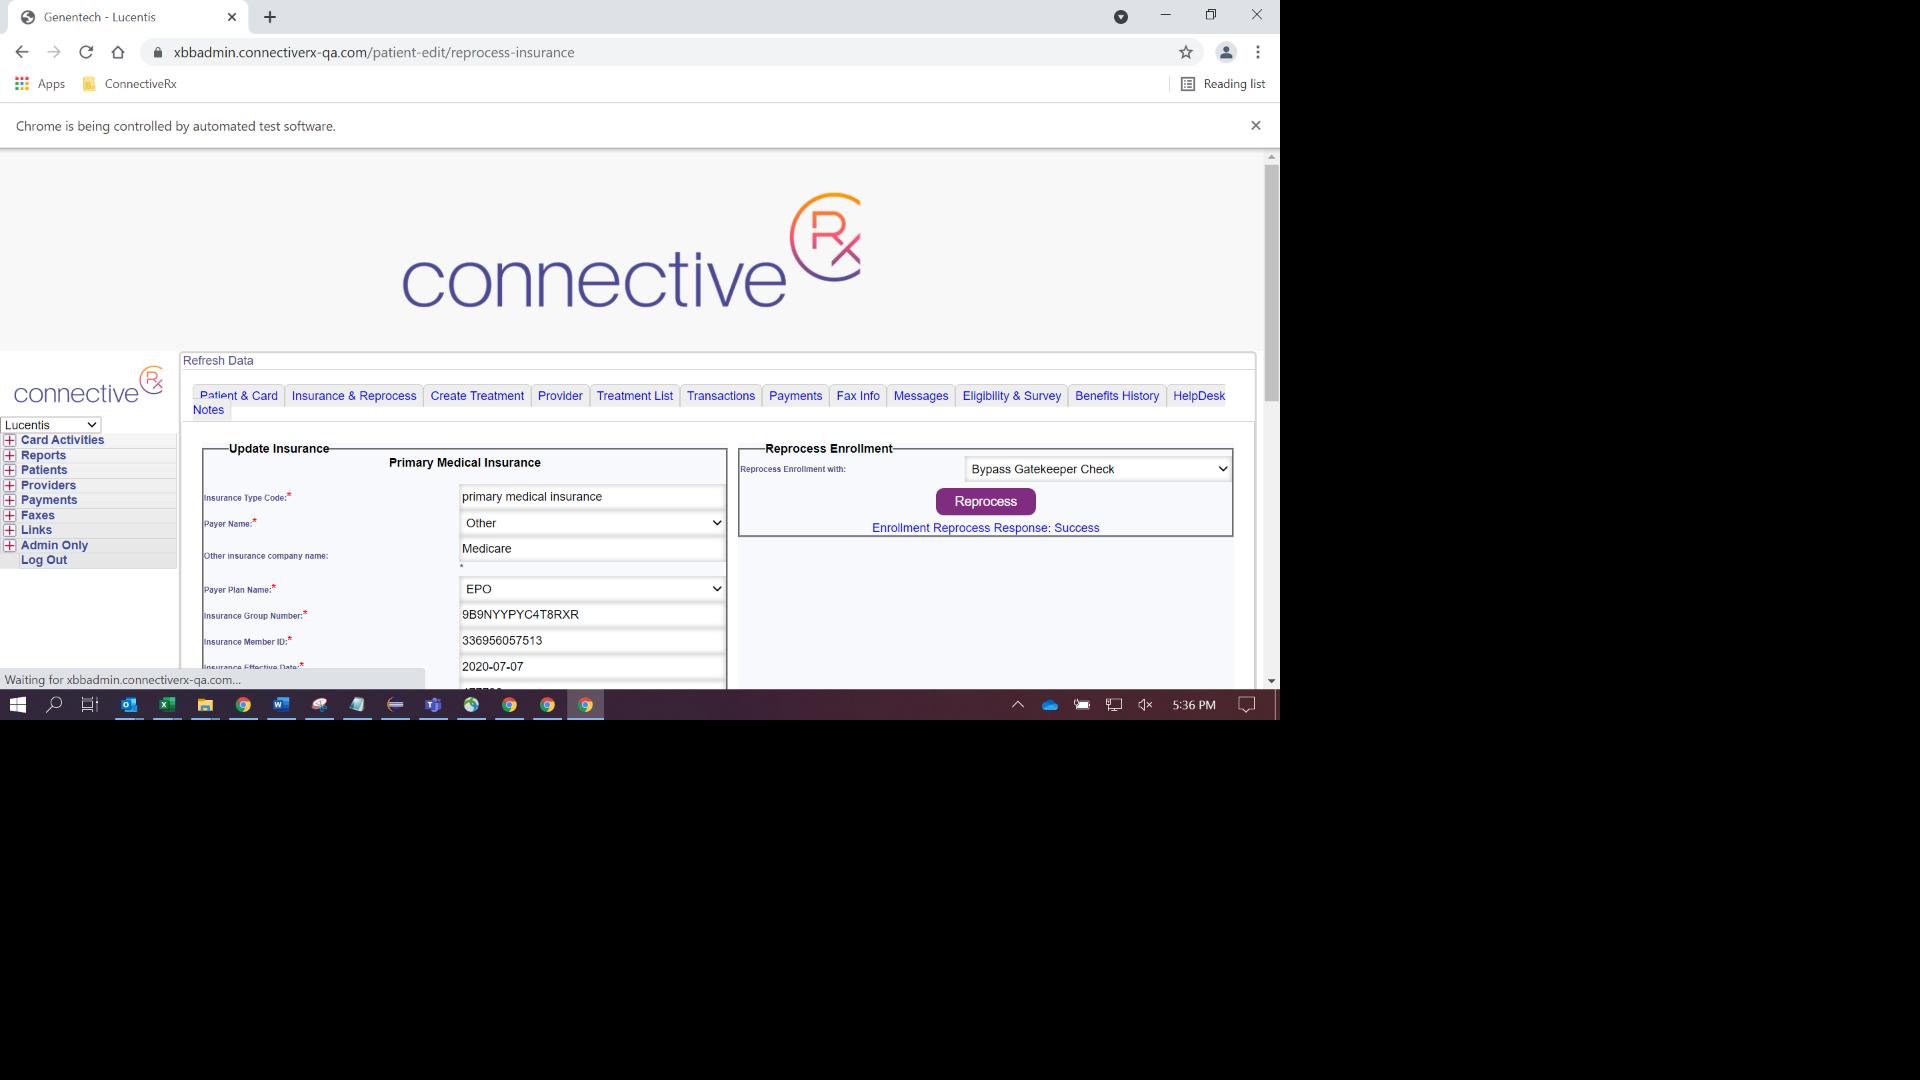 Genentech - Lucentis
xbbadmin.connectiverx-qa.com/patient-edit/reprocess-insurance
Apps ConnectiveRx Reading list
Chrome is being controlled by automated test software.
connective Rx
Refresh Data
connective Rx
Patient & Card Insurance & Reprocess Create Treatment Provider Treatment List Transactions Payments Fax Info Messages Eligibility & Survey Benefits History HelpDesk
Notes
Lucentis
Card Activities
Reports
Patients
Providers
Payments
Faxes
Links
Admin Only
Log Out
Update Insurance
Primary Medical Insurance
Insurance Type Code:* primary medical insurance
Payer Name:* Other
Other insurance company name: Medicare
*
Payer Plan Name:* EPO
Insurance Group Number:* 9B9NYYPYC4T8RXR
Insurance Member ID:* 336956057513
Insurance Effective Date:* 2020-07-07
Reprocess Enrollment
Reprocess Enrollment with: Bypass Gatekeeper Check
Reprocess
Enrollment Reprocess Response: Success
Waiting for xbbadmin.connectiverx-qa.com...
5:36 PM